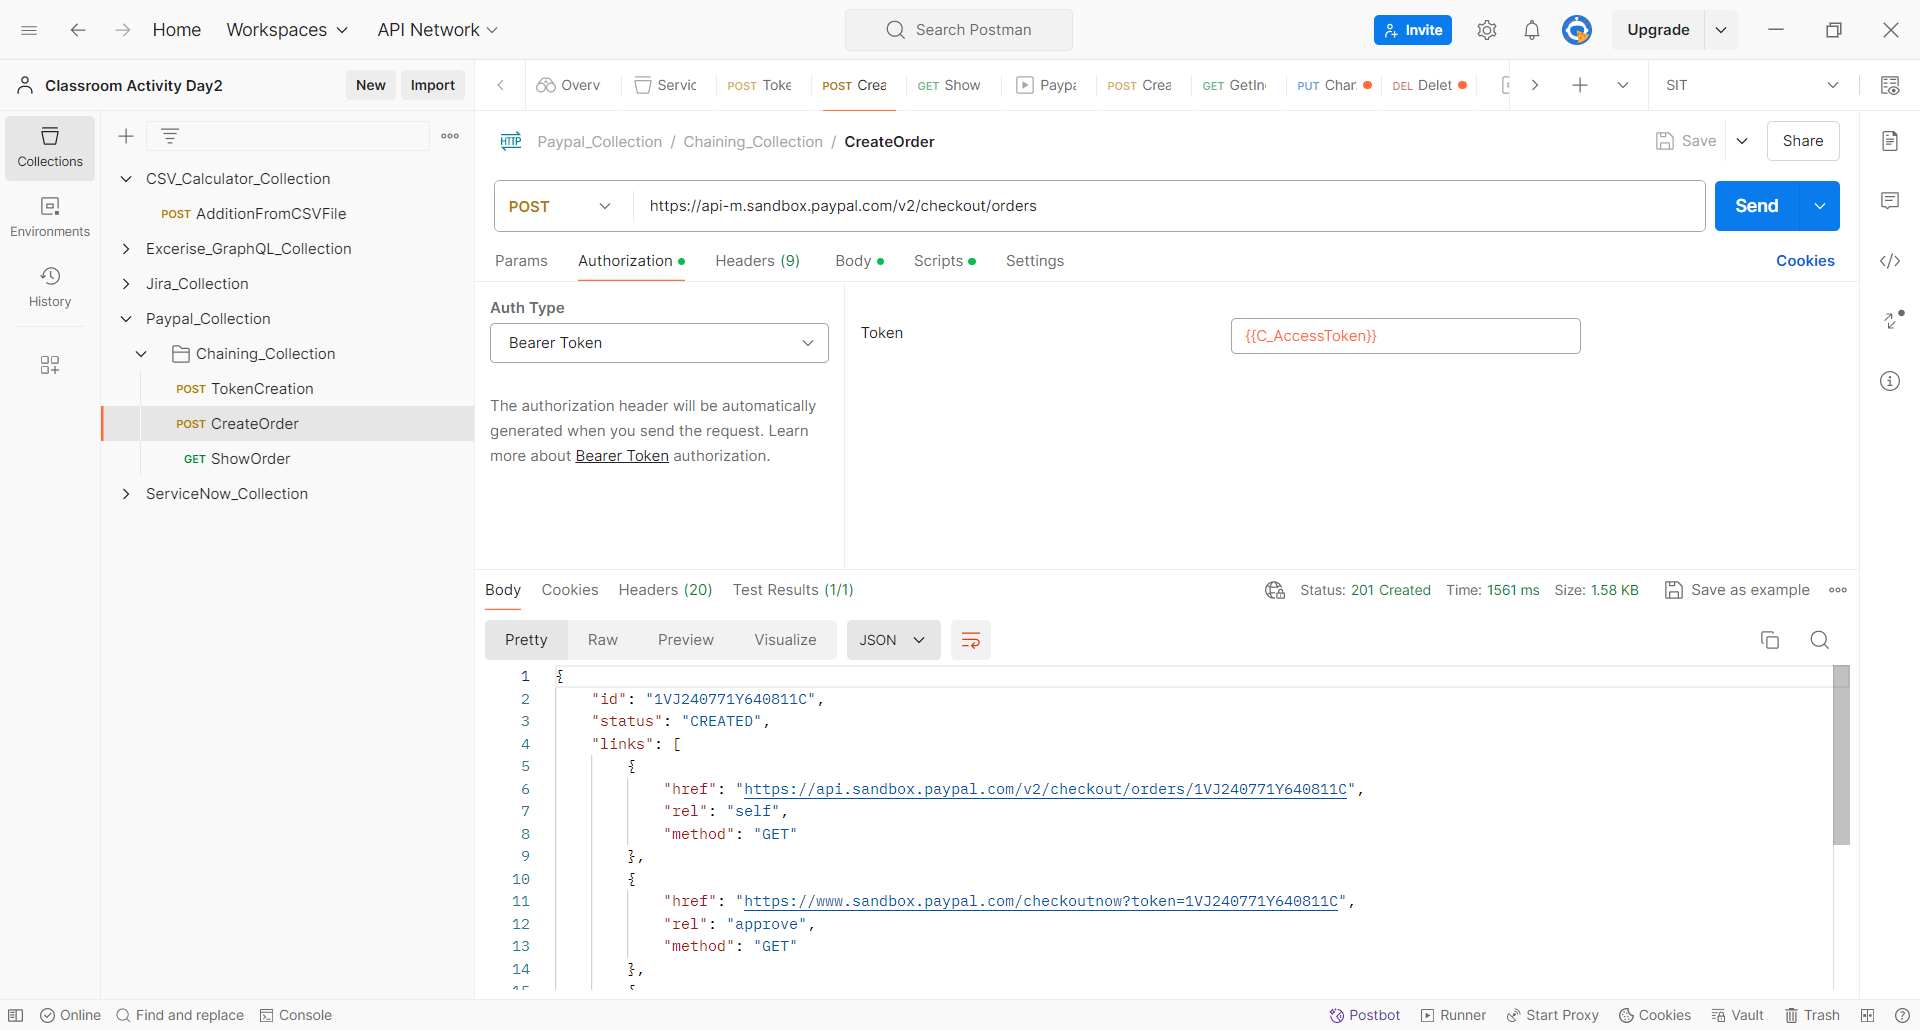 Home Workspaces API Network Search Postman Invite Upgrade
Classroom Activity Day2 New Import
Overv Servic POST Toke POST Crea GET Show Paypa POST Crea GET GetIn PUT Char DEL Delet SIT
Collections
Environments
History
CSV_Calculator_Collection
POST AdditionFromCSVFile
Excerise_GraphQL_Collection
Jira_Collection
Paypal_Collection
Chaining_Collection
POST TokenCreation
POST CreateOrder
GET ShowOrder
ServiceNow_Collection
HTTP Paypal_Collection / Chaining_Collection / CreateOrder Save Share
POST https://api-m.sandbox.paypal.com/v2/checkout/orders Send
Params Authorization Headers (9) Body Scripts Settings Cookies
Auth Type
Bearer Token
Token {{C_AccessToken}}
The authorization header will be automatically
generated when you send the request. Learn
more about Bearer Token authorization.
Body Cookies Headers (20) Test Results (1/1) Status: 201 Created Time: 1561 ms Size: 1.58 KB Save as example
Pretty Raw Preview Visualize JSON
1 {
2 "id": "1VJ240771Y640811C",
3 "status": "CREATED",
4 "links": [
5 {
6 "href": "https://api.sandbox.paypal.com/v2/checkout/orders/1VJ240771Y640811C",
7 "rel": "self",
8 "method": "GET"
9 },
10 {
11 "href": "https://www.sandbox.paypal.com/checkoutnow?token=1VJ240771Y640811C",
12 "rel": "approve",
13 "method": "GET"
14 },
15 {
Online Find and replace Console Postbot Runner Start Proxy Cookies Vault Trash